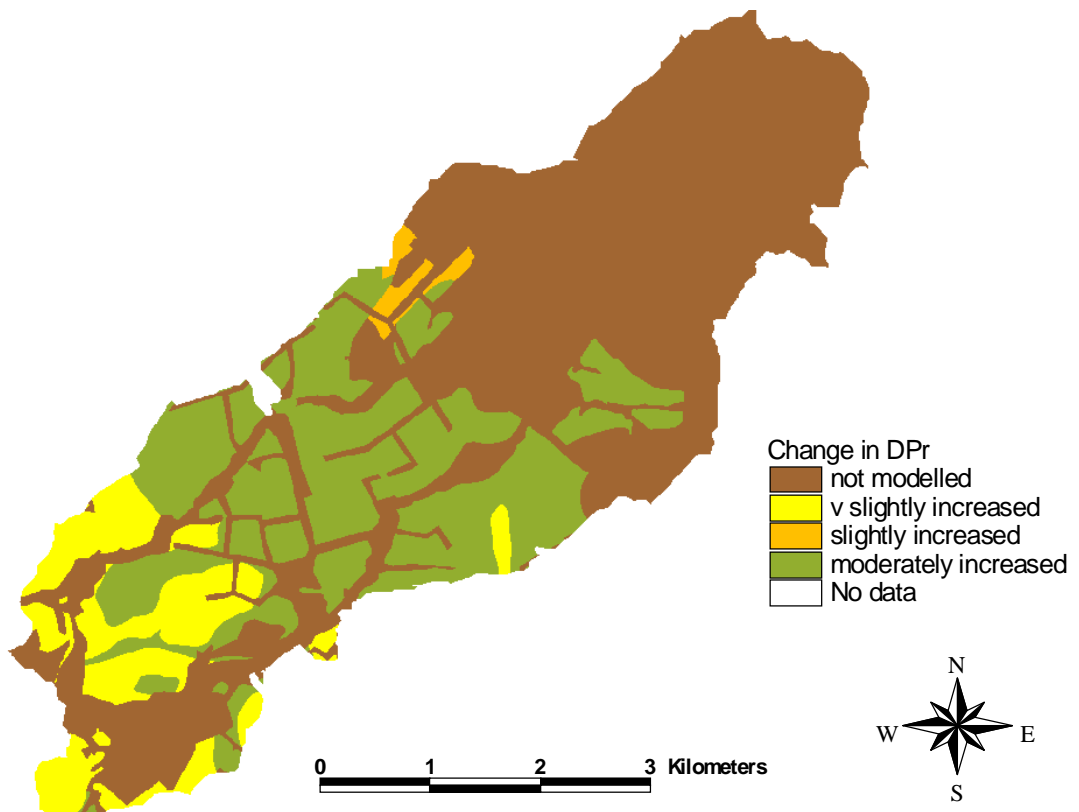 Change in DPr
not modelled
v slightly increased
slightly increased
moderately increased
No data
N
W E
S
0 1 2 3 Kilometers